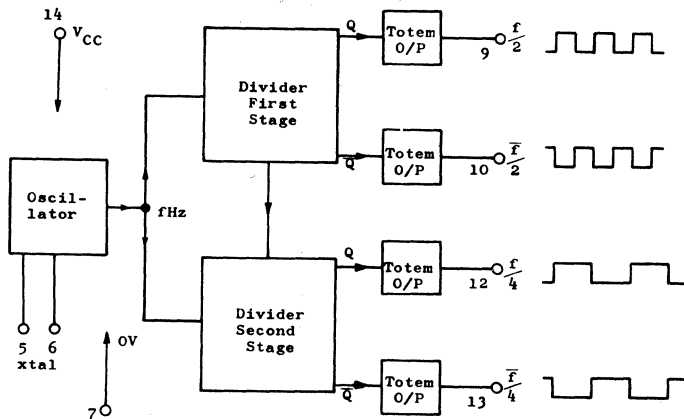 14
VCC
Oscil-
lator
fHz
5 6
xtal
0V
7
Divider
First
Stage
Q
Q̅
Totem
O/P
9
f/2
Totem
O/P
10
f̅/2
Divider
Second
Stage
Q
Q̅
Totem
O/P
12
f/4
Totem
O/P
13
f̅/4